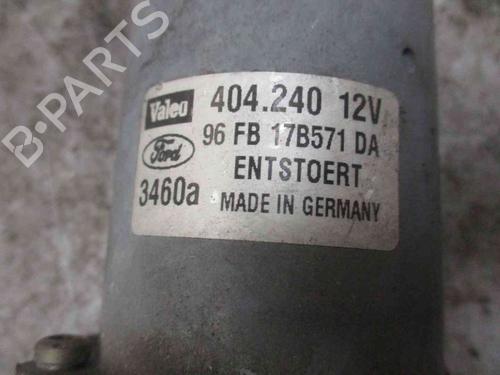 B-PARTS
Valeo 404.240 12V
Ford 96 FB 17B571 DA
ENTSTOERT
3460a MADE IN GERMANY